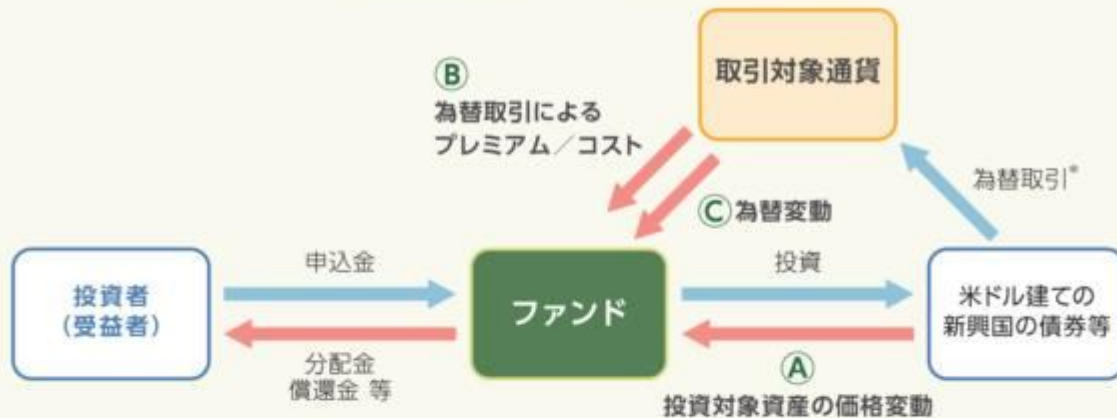 取引対象通貨
Ⓑ
為替取引による
プレミアム／コスト
為替取引*
Ⓒ為替変動
申込金
投資
投資者
(受益者)
ファンド
米ドル建ての
新興国の債券等
分配金
償還金 等
Ⓐ
投資対象資産の価格変動